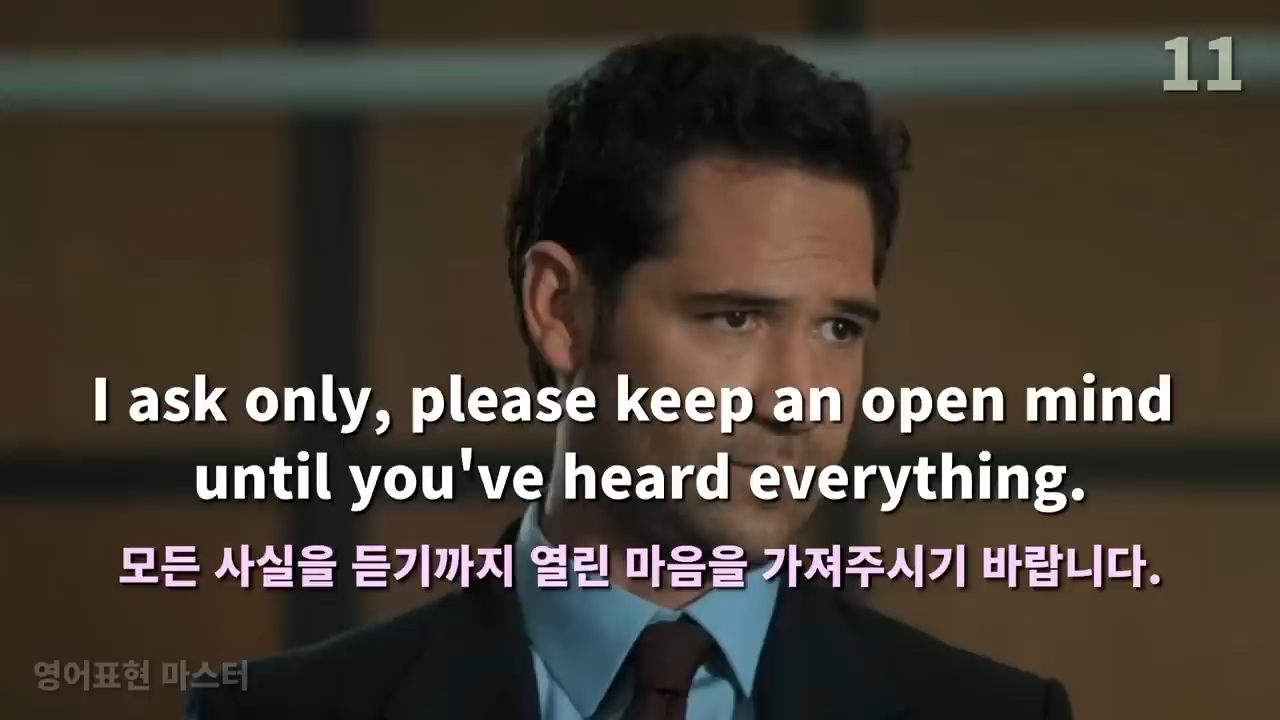 11
I ask only, please keep an open mind
until you've heard everything.
모든 사실을 듣기까지 열린 마음을 가져주시기 바랍니다.
영어표현 마스터